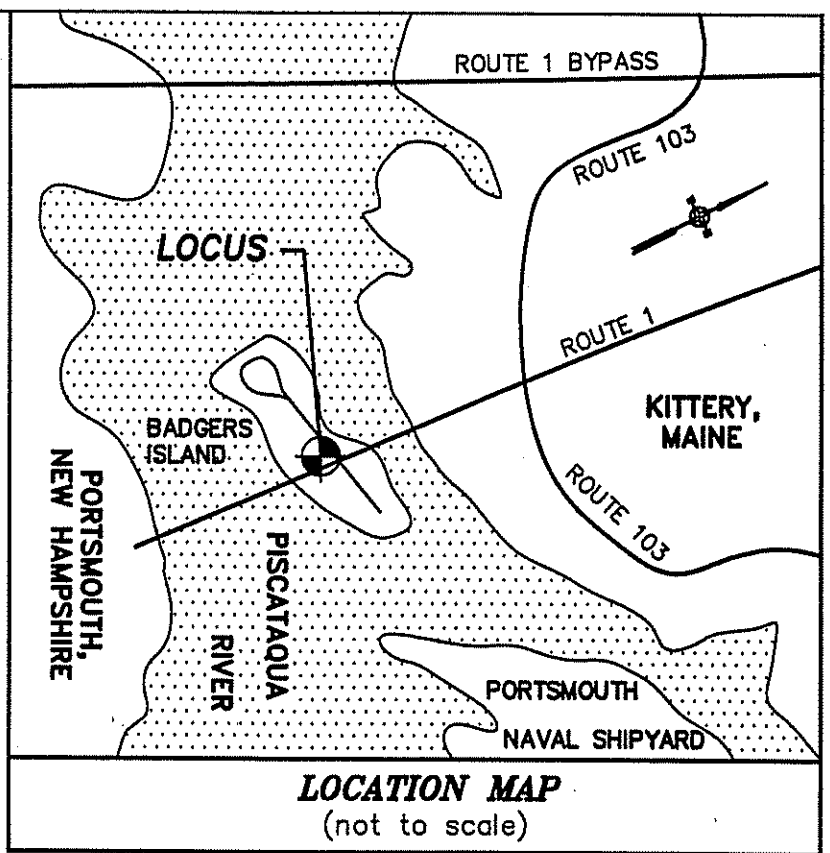 ROUTE 1 BYPASS
ROUTE 103
LOCUS
ROUTE 1
KITTERY,
MAINE
BADGERS
ISLAND
PORTSMOUTH,
NEW HAMPSHIRE
PISCATAQUA
RIVER
ROUTE 103
PORTSMOUTH
NAVAL SHIPYARD
LOCATION MAP
(not to scale)